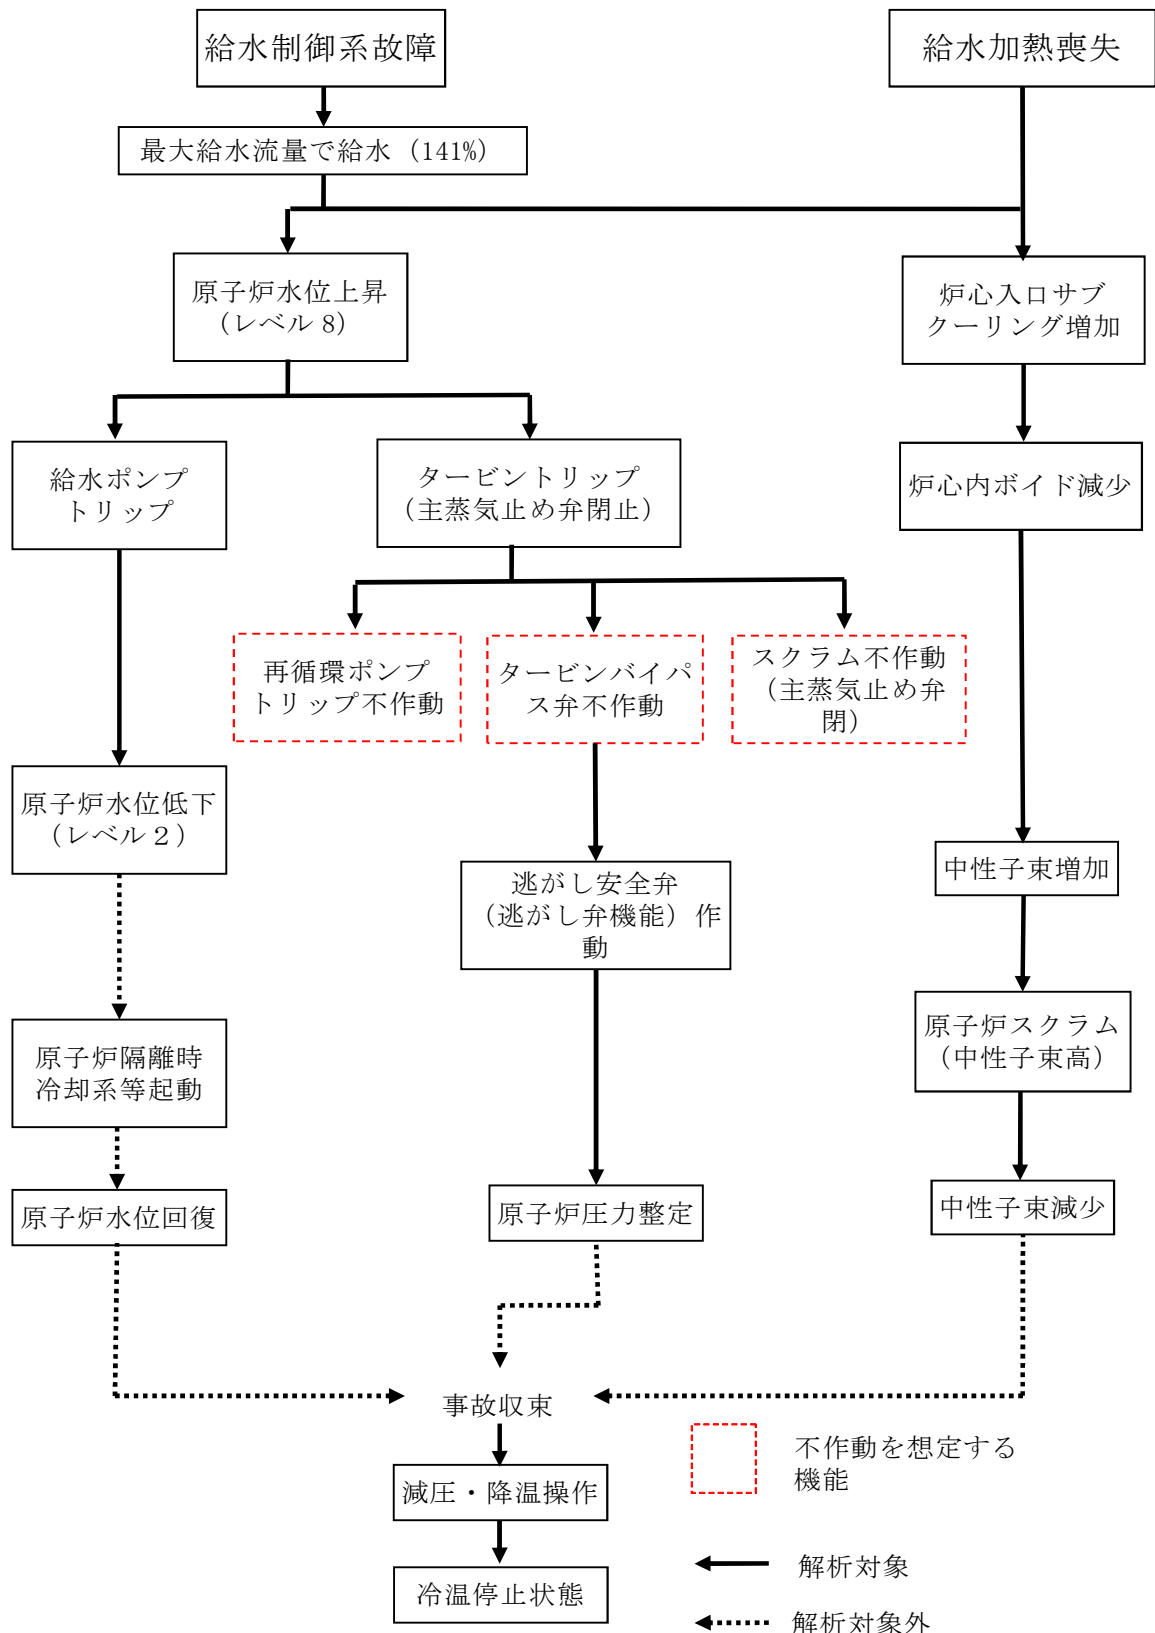 給水制御系故障
給水加熱喪失
最大給水流量で給水（141%）
原子炉水位上昇
（レベル 8）
炉心入口サブ
クーリング増加
給水ポンプ
トリップ
タービントリップ
（主蒸気止め弁閉止）
炉心内ボイド減少
再循環ポンプ
トリップ不作動
タービンバイパ
ス弁不作動
スクラム不作動
（主蒸気止め弁
閉）
原子炉水位低下
（レベル２）
中性子束増加
逃がし安全弁
（逃がし弁機能）作
動
原子炉隔離時
冷却系等起動
原子炉スクラム
（中性子束高）
原子炉水位回復
原子炉圧力整定
中性子束減少
事故収束
減圧・降温操作
冷温停止状態
不作動を想定する
機能
解析対象
解析対象外